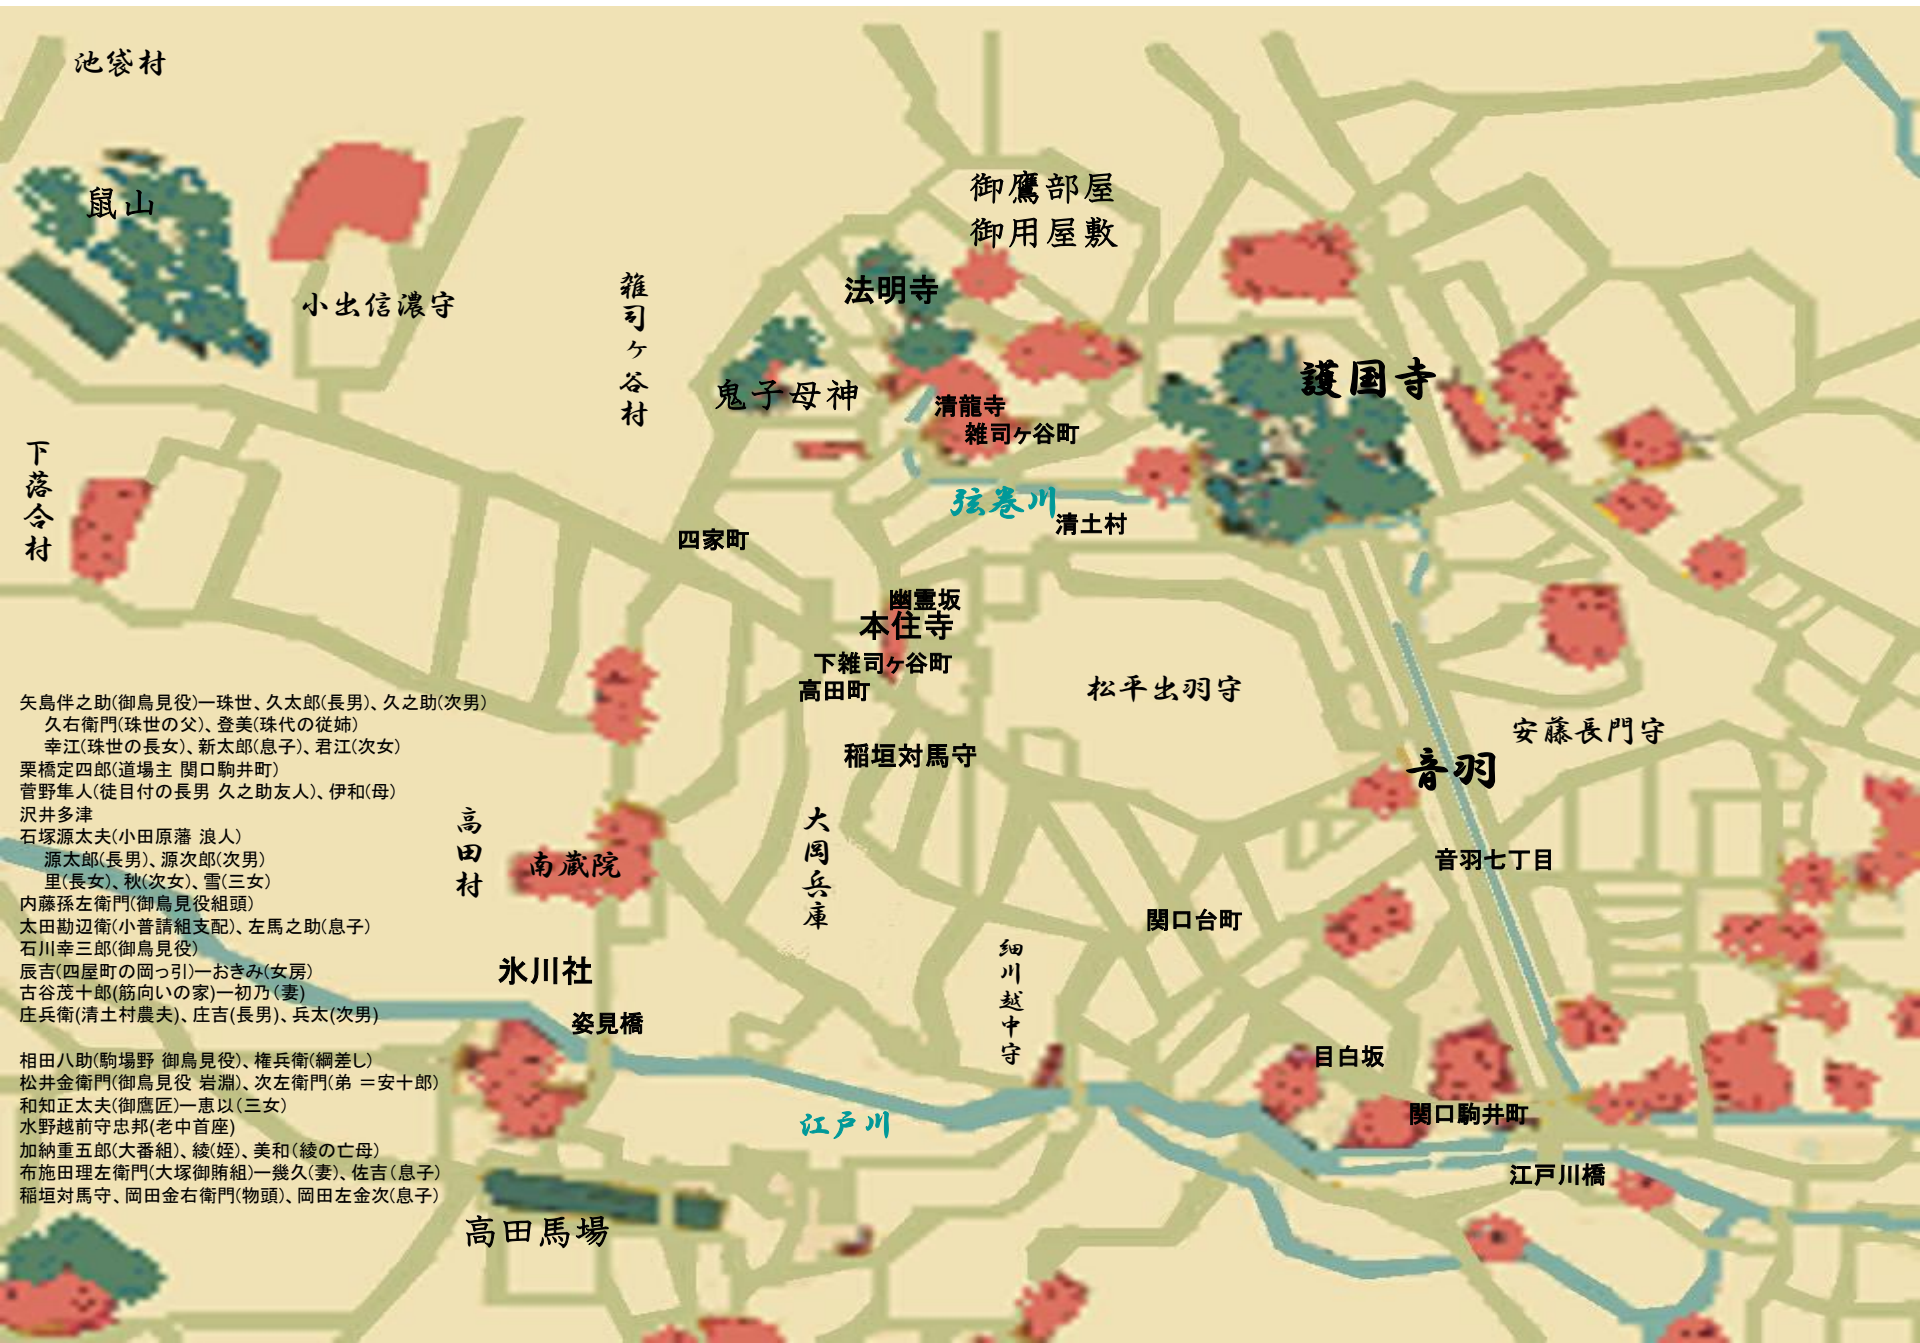 池袋村
鼠山
小出信濃守
雑司ヶ谷村
御鷹部屋
御用屋敷
法明寺
鬼子母神
清龍寺
雑司ヶ谷町
護国寺
下落合村
弦巻川
清土村
四家町
幽霊坂
本住寺
下雑司ヶ谷町
高田町
松平出羽守
安藤長門守
稲垣対馬守
音羽
音羽七丁目
高田村
南蔵院
大岡兵庫
関口台町
細川越中守
氷川社
姿見橋
目白坂
関口駒井町
江戸川
江戸川橋
高田馬場
矢島伴之助(御鳥見役)―珠世、久太郎(長男)、久之助(次男)
久右衛門(珠世の父)、登美(珠代の従姉)
幸江(珠世の長女)、新太郎(息子)、君江(次女)
栗橋定四郎(道場主 関口駒井町)
菅野隼人(徒目付の長男 久之助友人)、伊和(母)
沢井多津
石塚源太夫(小田原藩 浪人)
源太郎(長男)、源次郎(次男)
里(長女)、秋(次女)、雪(三女)
内藤孫左衛門(御鳥見役組頭)
太田勘辺衛(小普請組支配)、左馬之助(息子)
石川幸三郎(御鳥見役)
辰吉(四屋町の岡っ引)―おきみ(女房)
古谷茂十郎(筋向いの家)―初乃(妻)
庄兵衛(清土村農夫)、庄吉(長男)、兵太(次男)
相田八助(駒場野 御鳥見役)、権兵衛(綱差し)
松井金衛門(御鳥見役 岩淵)、次左衛門(弟 ＝安十郎)
和知正太夫(御鷹匠)―恵以(三女)
水野越前守忠邦(老中首座)
加納重五郎(大番組)、綾(姪)、美和(綾の亡母)
布施田理左衛門(大塚御賄組)―幾久(妻)、佐吉(息子)
稲垣対馬守、岡田金右衛門(物頭)、岡田左金次(息子)